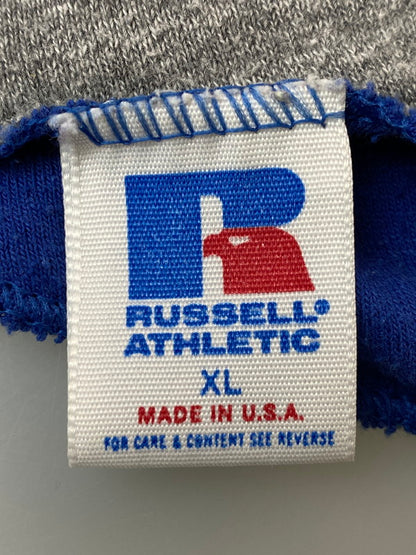 R
RUSSELL®
ATHLETIC
XL
MADE IN U.S.A.
FOR CARE & CONTENT SEE REVERSE